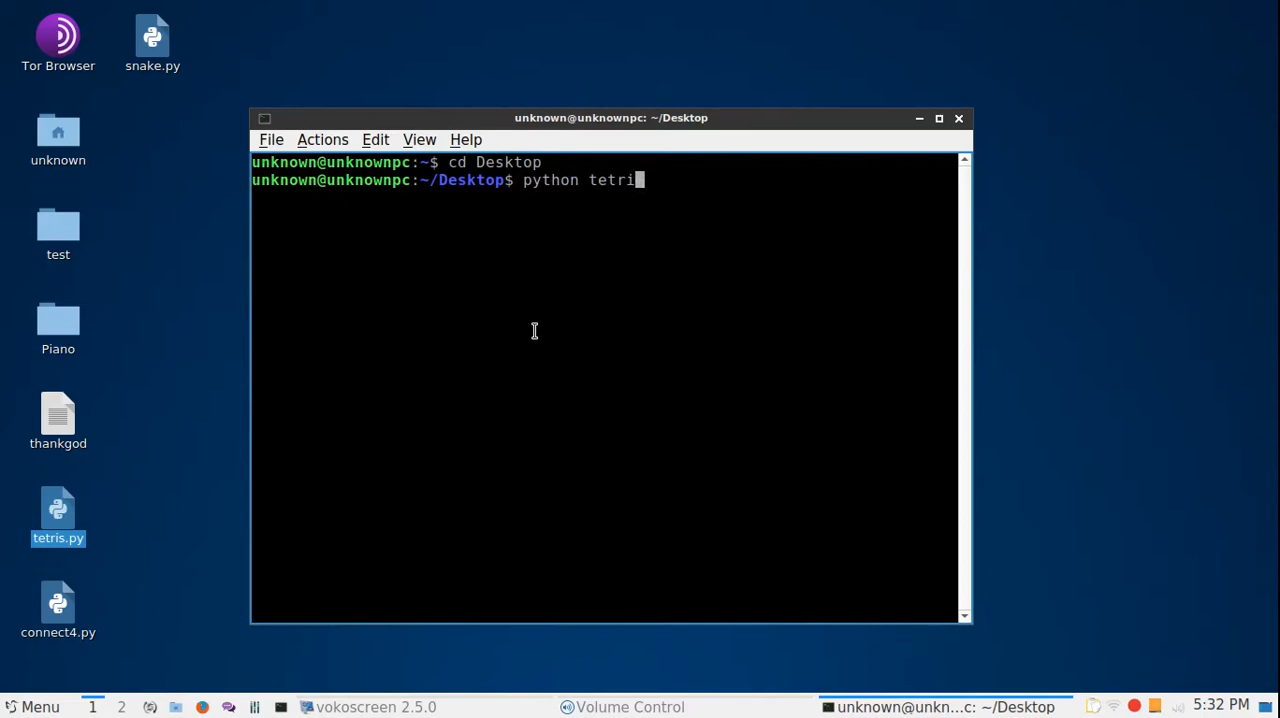 Tor Browser
snake.py
unknown
test
Piano
thankgod
tetris.py
connect4.py
unknown@unknownpc: ~/Desktop
File Actions Edit View Help
unknown@unknownpc:~$ cd Desktop
unknown@unknownpc:~/Desktop$ python tetri
Menu 1 2 vokoscreen 2.5.0 Volume Control unknown@unkn...c: ~/Desktop 5:32 PM